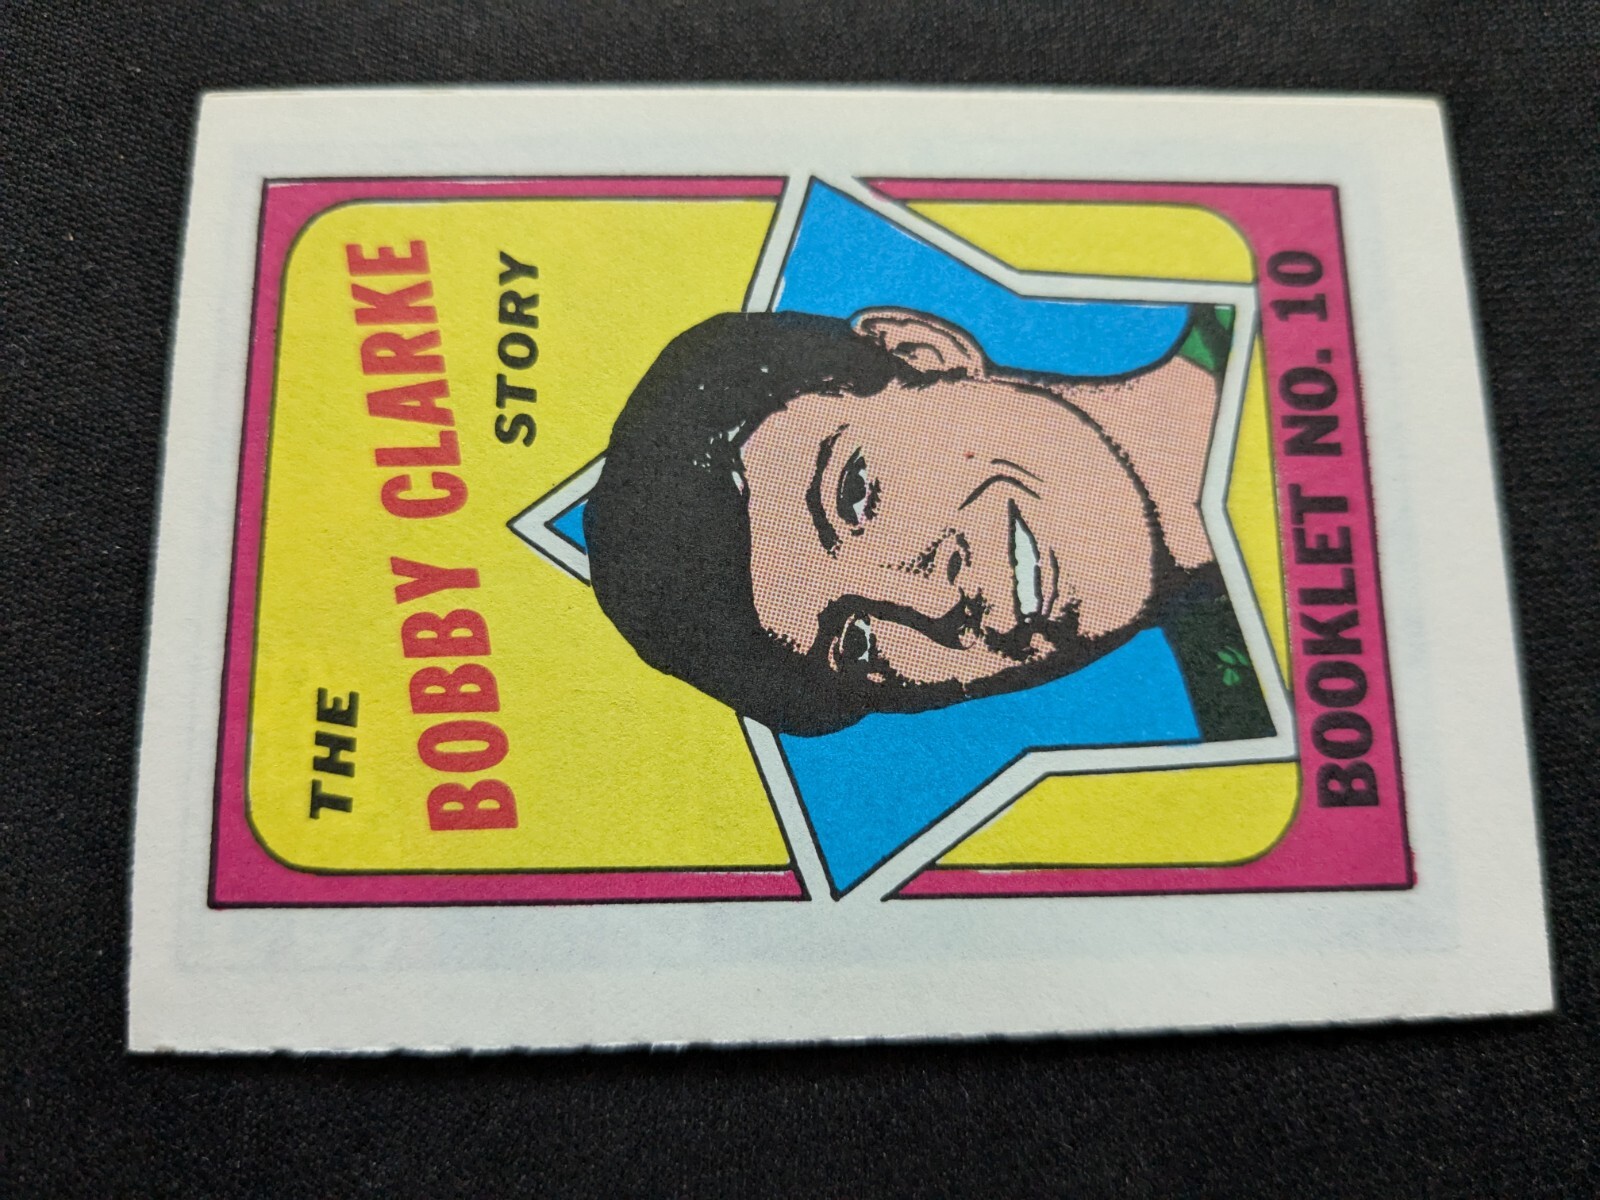 THE
BOBBY CLARKE
STORY
BOOKLET NO. 10